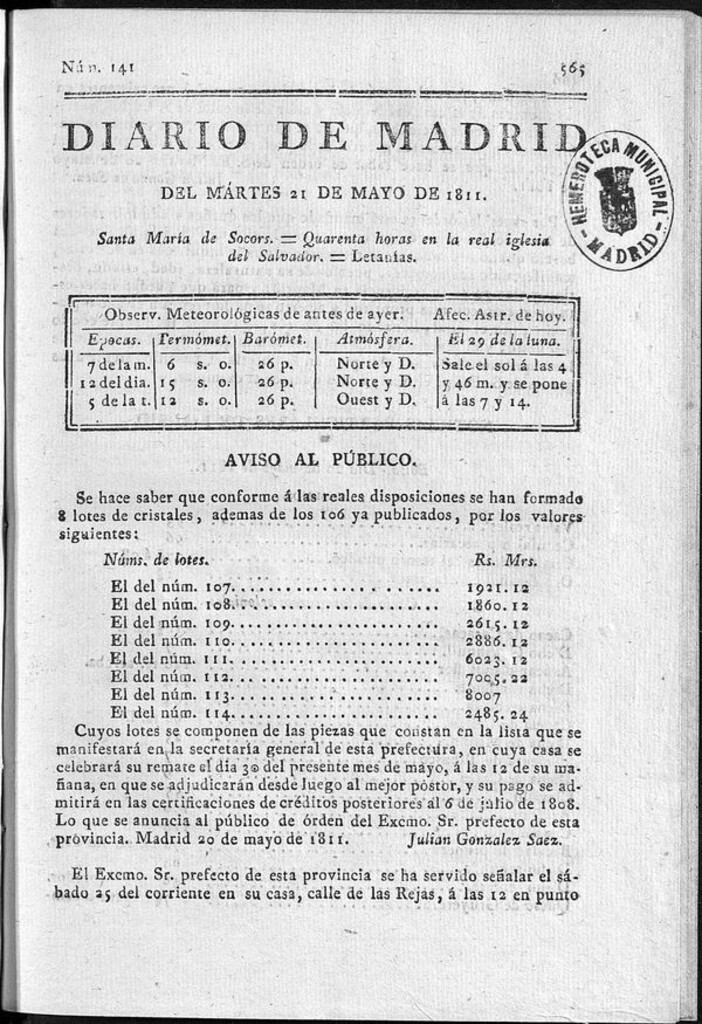 Núm. 141 565
DIARIO DE MADRID
DEL MÁRTES 21 DE MAYO DE 1811.
HEMEROTECA MUNICIPAL - MADRID -
Santa María de Socors. = Quarenta horas en la real iglesia
del Salvador. = Letanías.
Observ. Meteorológicas de antes de ayer. Afec. Astr. de hoy.
Epocas. Termómet. Barómet. Atmósfera. El 29 de la luna.
7 de la m. 6 s. o. 26 p. Norte y D. Sale el sol á las 4
12 del dia. 15 s. o. 26 p. Norte y D. y 46 m. y se pone
5 de la t. 12 s. o. 26 p. Ouest y D. á las 7 y 14.
AVISO AL PÚBLICO.
Se hace saber que conforme á las reales disposiciones se han formado
8 lotes de cristales, ademas de los 106 ya publicados, por los valores
siguientes:
Núms. de lotes. Rs. Mrs.
El del núm. 107. . . . . . . . . . . . . . . . . . . . 1921. 12
El del núm. 108. . . . . . . . . . . . . . . . . . . . 1860. 12
El del núm. 109. . . . . . . . . . . . . . . . . . . . 2615. 12
El del núm. 110. . . . . . . . . . . . . . . . . . . . 2886. 12
El del núm. 111. . . . . . . . . . . . . . . . . . . . 6023. 12
El del núm. 112. . . . . . . . . . . . . . . . . . . . 7005. 22
El del núm. 113. . . . . . . . . . . . . . . . . . . . 8007
El del núm. 114. . . . . . . . . . . . . . . . . . . . 2485. 24
Cuyos lotes se componen de las piezas que constan en la lista que se
manifestará en la secretaría general de esta prefectura, en cuya casa se
celebrará su remate el dia 30 del presente mes de mayo, á las 12 de su ma-
ñana, en que se adjudicarán desde luego al mejor postor, y su pago se ad-
mitirá en las certificaciones de créditos posteriores al 6 de julio de 1808.
Lo que se anuncia al público de órden del Excmo. Sr. prefecto de esta
provincia. Madrid 20 de mayo de 1811. Julian Gonzalez Saez.
El Excmo. Sr. prefecto de esta provincia se ha servido señalar el sá-
bado 25 del corriente en su casa, calle de las Rejas, á las 12 en punto